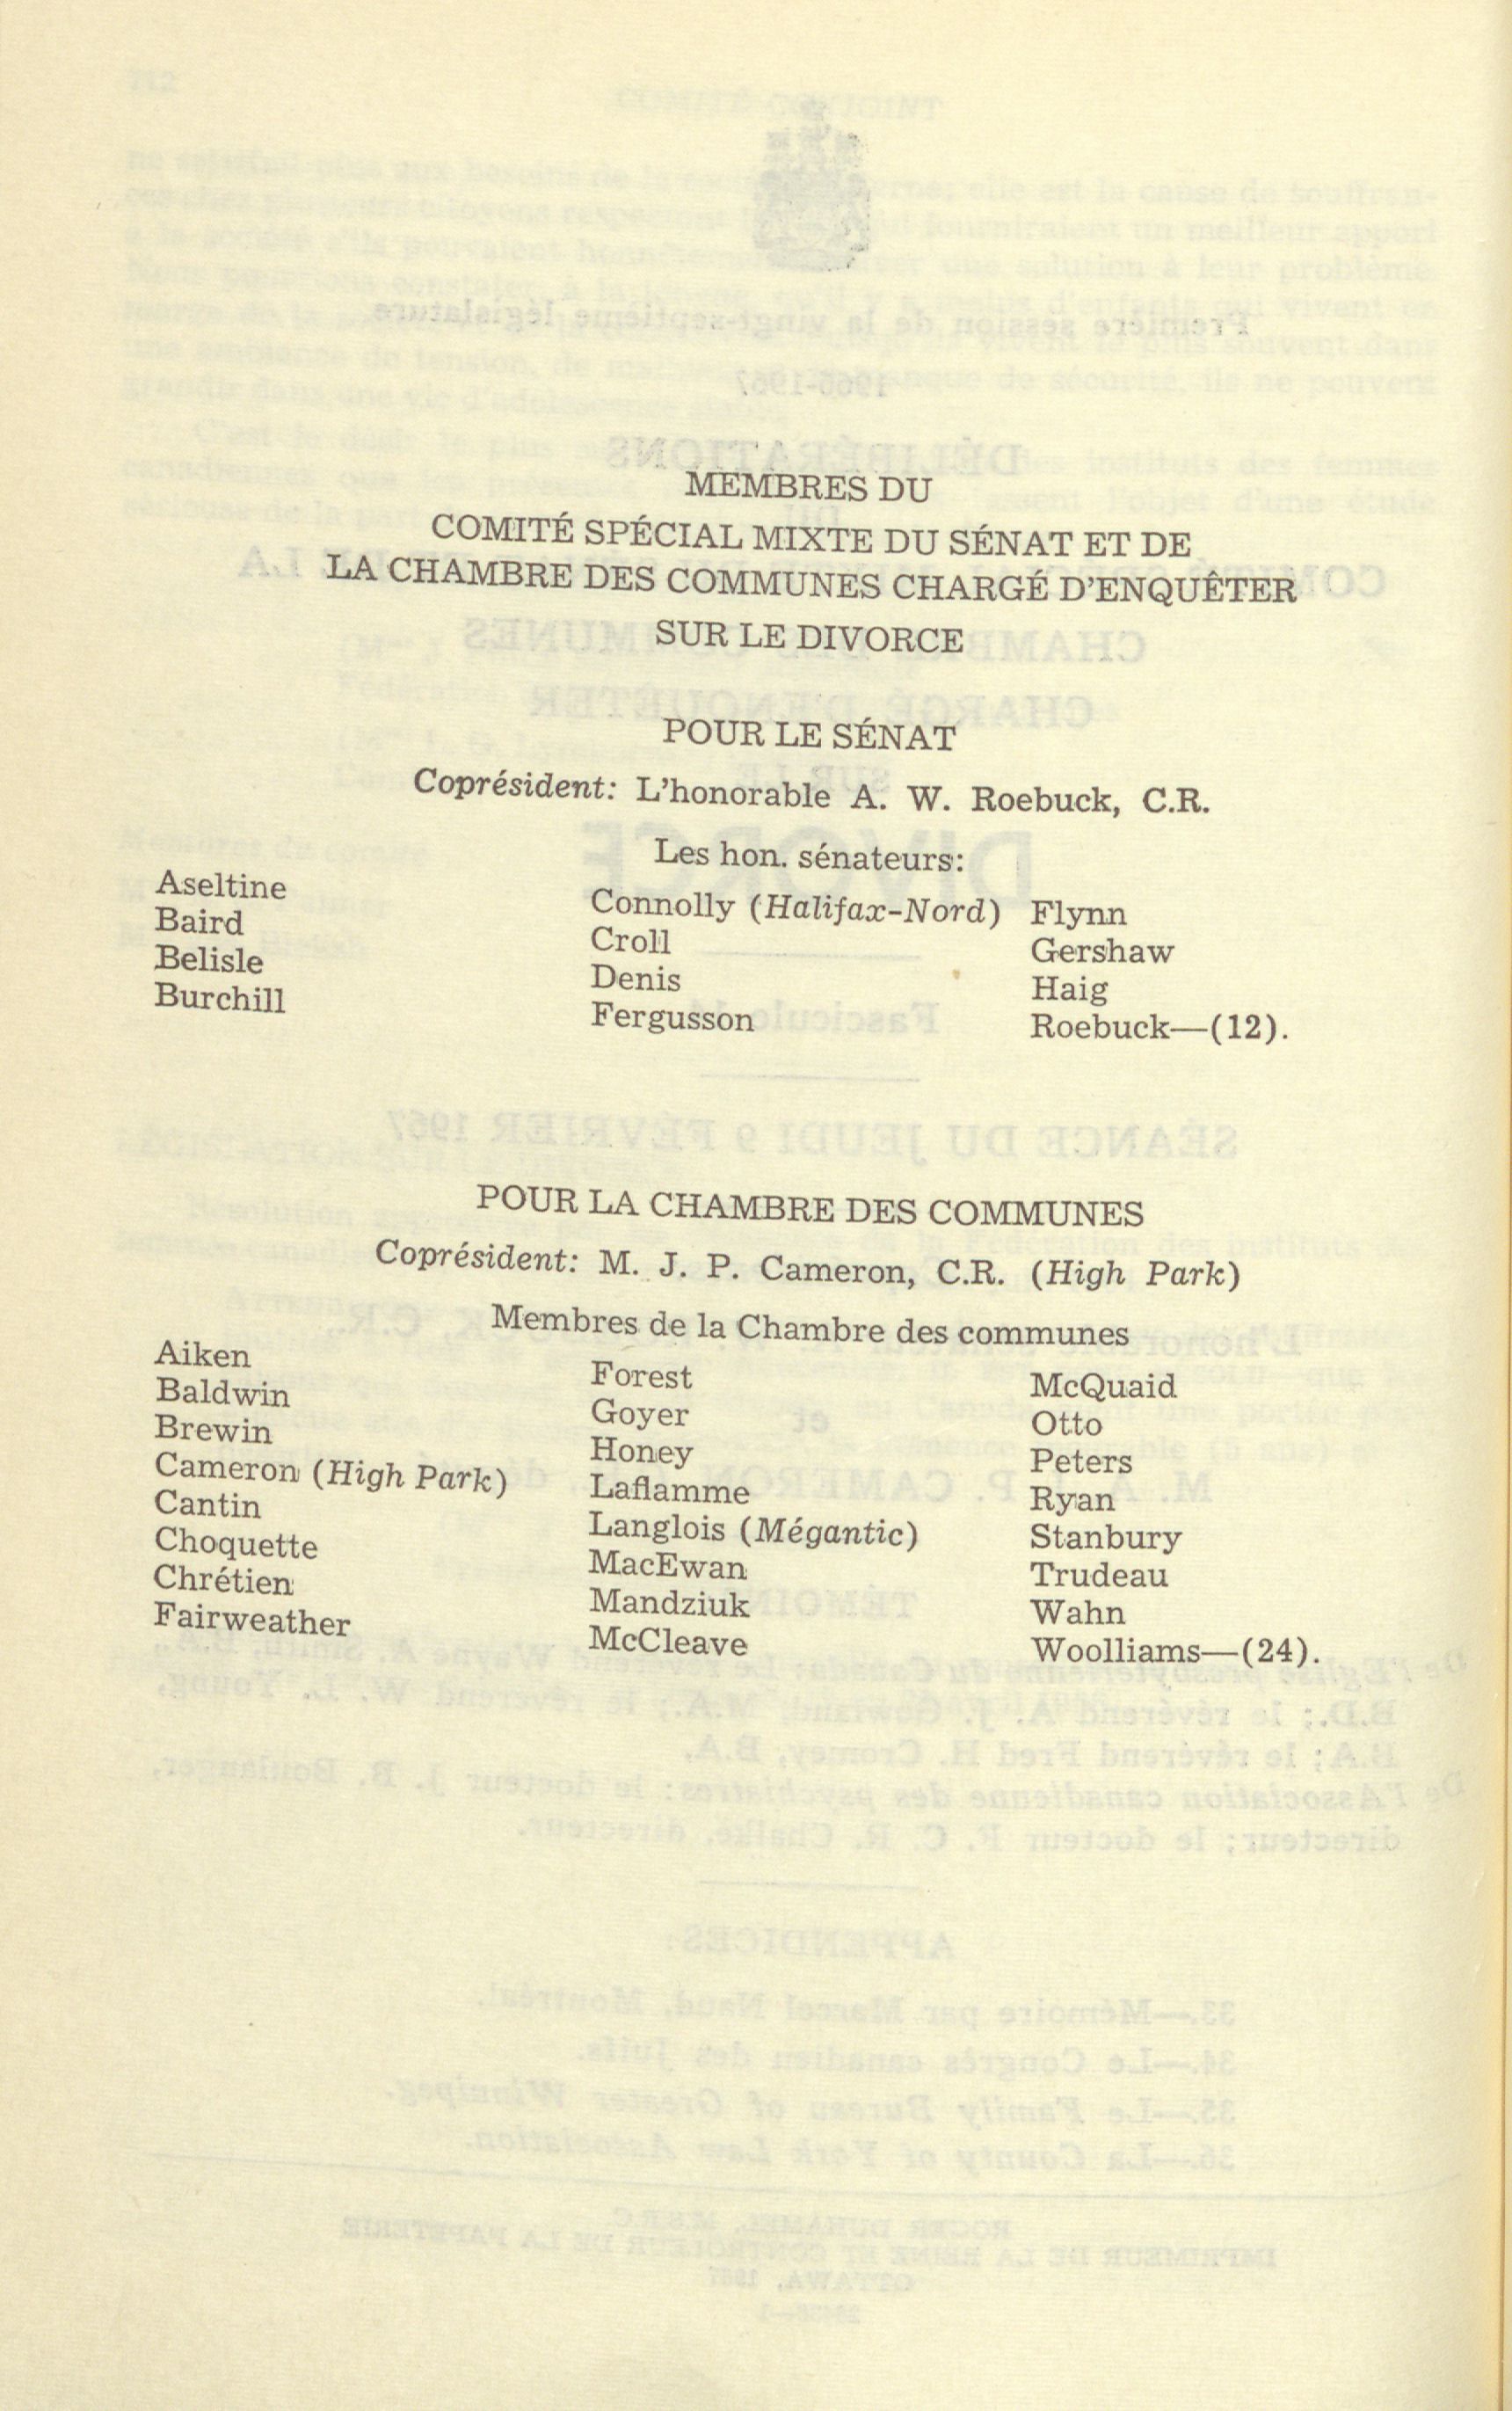 MEMBRES DU
COMITÉ SPÉCIAL MIXTE DU SÉNAT ET DE
LA CHAMBRE DES COMMUNES CHARGÉ D'ENQUÊTER
SUR LE DIVORCE
POUR LE SÉNAT
Coprésident: L'honorable A. W. Roebuck, C.R.
Les hon. sénateurs:
Aseltine
Baird
Belisle
Burchill
Connolly (Halifax-Nord)
Croll
Denis
Fergusson
Flynn
Gershaw
Haig
Roebuck—(12).
POUR LA CHAMBRE DES COMMUNES
Coprésident: M. J. P. Cameron, C.R. (High Park)
Membres de la Chambre des communes
Aiken
Baldwin
Brewin
Cameron (High Park)
Cantin
Choquette
Chrétien
Fairweather
Forest
Goyer
Honey
Laflamme
Langlois (Mégantic)
MacEwan
Mandziuk
McCleave
McQuaid
Otto
Peters
Ryan
Stanbury
Trudeau
Wahn
Woolliams—(24).